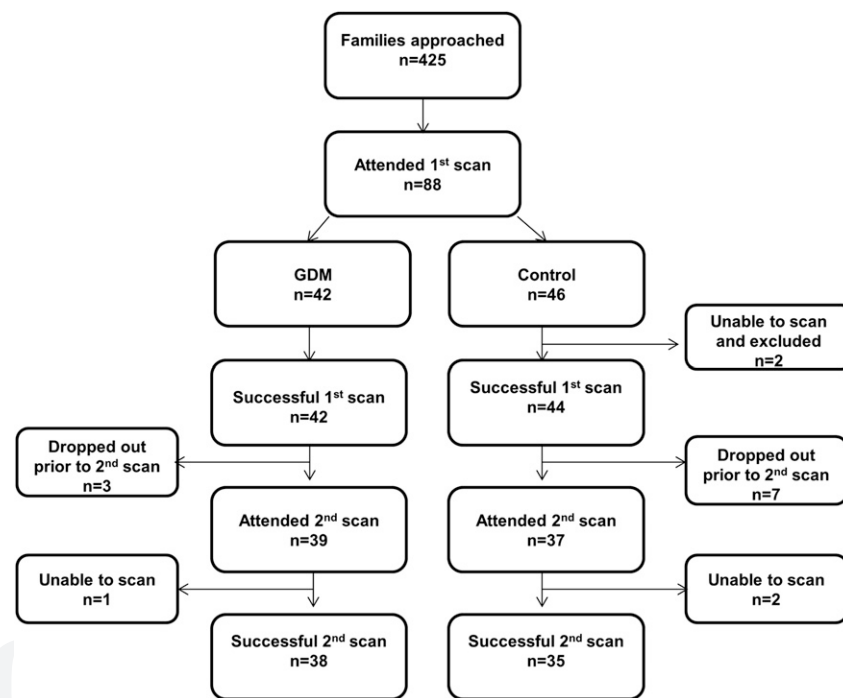 Families approached
n=425
Attended 1st scan
n=88
GDM
n=42
Control
n=46
Unable to scan
and excluded
n=2
Successful 1st scan
n=42
Successful 1st scan
n=44
Dropped out
prior to 2nd scan
n=3
Dropped out
prior to 2nd scan
n=7
Attended 2nd scan
n=39
Attended 2nd scan
n=37
Unable to scan
n=1
Unable to scan
n=2
Successful 2nd scan
n=38
Successful 2nd scan
n=35